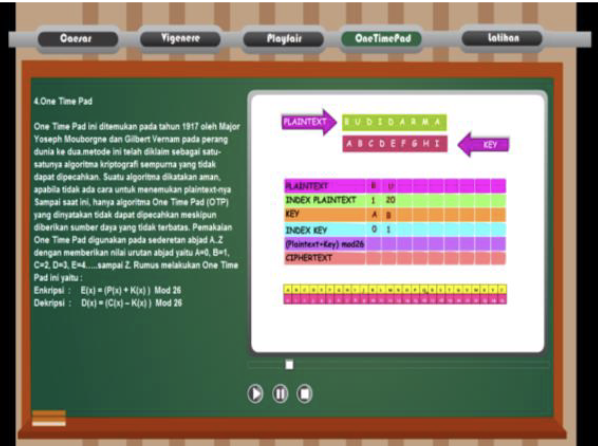 Caesar
Vigenere
Playfair
OneTimePad
Latihan
4.One Time Pad
One Time Pad ini ditemukan pada tahun 1917 oleh Major
Yoseph Mouborgne dan Gilbert Vernam pada perang
dunia ke dua.metode ini telah diklaim sebagai satu-
satunya algoritma kriptografi sempurna yang tidak
dapat dipecahkan. Suatu algoritma dikatakan aman,
apabila tidak ada cara untuk menemukan plaintext-nya
Sampai saat ini, hanya algoritma One Time Pad (OTP)
yang dinyatakan tidak dapat dipecahkan meskipun
diberikan sumber daya yang tidak terbatas. Pemakaian
One Time Pad digunakan pada sederetan abjad A..Z
dengan memberikan nilai urutan abjad yaitu A=0, B=1,
C=2, D=3, E=4.....sampai Z. Rumus melakukan One Time
Pad ini yaitu :
Enkripsi : E(x) = (P(x) + K(x) ) Mod 26
Dekripsi : D(x) = (C(x) – K(x) ) Mod 26
PLAINTEXT
B U D I D A R M A
A B C D E F G H I
KEY
PLAINTEXT B U
INDEX PLAINTEXT 1 20
KEY A B
INDEX KEY 0 1
(Plaintext+Key) mod26
CIPHERTEXT